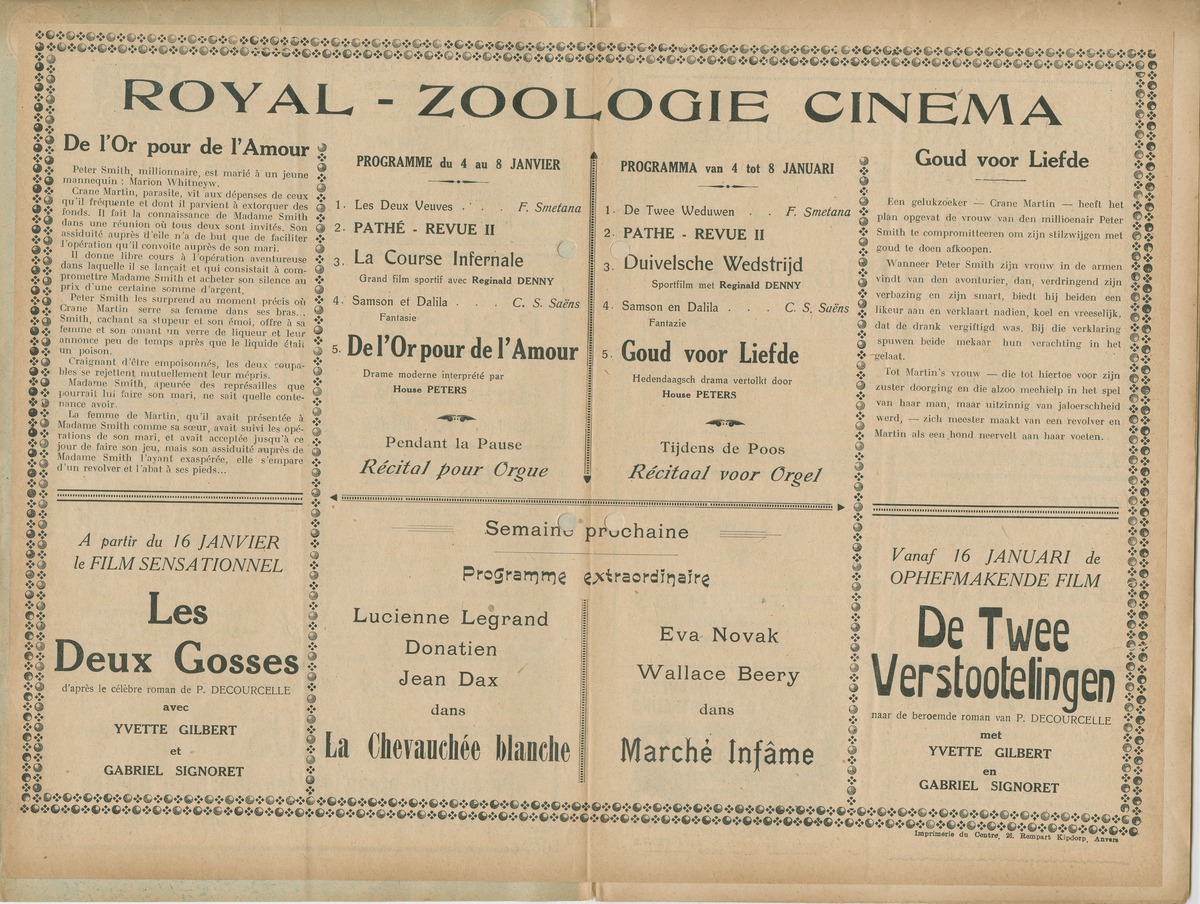 ROYAL - ZOOLOGIE CINEMA
De l'Or pour de l'Amour
Peter Smith, millionnaire, est marié à un jeune
mannequin : Marion Whitneyw.
Crane Martin, parasite, vit aux dépenses de ceux
qu'il fréquente et dont il parvient à extorquer des
fonds. Il fait la connaissance de Madame Smith
dans une réunion où tous deux sont invités. Son
assiduité auprès d'elle n'a de but que de faciliter
l'opération qu'il convoite auprès de son mari.
Il donne libre cours à l'opération aventureuse
dans laquelle il se lançait et qui consistait à com-
promettre Madame Smith et acheter son silence au
prix d'une certaine somme d'argent.
Peter Smith les surprend au moment précis où
Crane Martin serre sa femme dans ses bras..
Smith, cachant sa stupeur et son émoi, offre à sa
femme et son amant un verre de liqueur et leur
annonce peu de temps après que le liquide était
un poison.
Craignant d'être empoisonnés, les deux coupa-
bles se rejettent mutuellement leur mépris.
Madame Smith, apeurée des représailles que
pourrait lui faire son mari, ne sait quelle conte-
nance avoir.
La femme de Martin, qu'il avait présentée à
Madame Smith comme sa sœur, avait suivi les opé-
rations de son mari, et avait acceptée jusqu'à ce
jour de faire son jeu, mais son assiduité auprès de
Madame Smith l'ayant exaspérée, elle s'empare
d'un revolver et l'abat à ses pieds...
A partir du 16 JANVIER
le FILM SENSATIONNEL
Les
Deux Gosses
d'après le célèbre roman de P. DECOURCELLE
avec
YVETTE GILBERT
et
GABRIEL SIGNORET
PROGRAMME du 4 au 8 JANVIER
1. Les Deux Veuves . . . F. Smetana
2. PATHÉ - REVUE II
3. La Course Infernale
Grand film sportif avec Reginald DENNY
4. Samson et Dalila . . . C. S. Saëns
Fantasie
5. De l'Or pour de l'Amour
Drame moderne interprété par
House PETERS
Pendant la Pause
Récital pour Orgue
PROGRAMMA van 4 tot 8 JANUARI
1. De Twee Weduwen . . F. Smetana
2. PATHE - REVUE II
3. Duivelsche Wedstrijd
Sportfilm met Reginald DENNY
4. Samson en Dalila . . . C. S. Saëns
Fantazie
5. Goud voor Liefde
Hedendaagsch drama vertolkt door
House PETERS
Tijdens de Poos
Récitaal voor Orgel
Semaine prochaine
Programme extraordinaire
Lucienne Legrand
Donatien
Jean Dax
dans
La Chevauchée blanche
Eva Novak
Wallace Beery
dans
Marché Infâme
Goud voor Liefde
Een gelukzoeker — Crane Martin — heeft het
plan opgevat de vrouw van den millioenair Peter
Smith te compromitteeren om zijn stilzwijgen met
goud te doen afkoopen.
Wanneer Peter Smith zijn vrouw in de armen
vindt van den avonturier, dan, verdringend zijn
verbazing en zijn smart, biedt hij beiden een
likeur aan en verklaart nadien, koel en vreeselijk,
dat de drank vergiftigd was. Bij die verklaring
spuwen beide mekaar hun verachting in het
gelaat.
Tot Martin's vrouw — die tot hiertoe voor zijn
zuster doorging en die alzoo meehielp in het spel
van haar man, maar uitzinnig van jaloerschheid
werd, — zich meester maakt van een revolver en
Martin als een hond neervelt aan haar voeten.
Vanaf 16 JANUARI de
OPHEFMAKENDE FILM
De Twee
Verstootelingen
naar de beroemde roman van P. DECOURCELLE
met
YVETTE GILBERT
en
GABRIEL SIGNORET
Imprimerie du Centre, 26, Rempart Kipdorp, Anvers